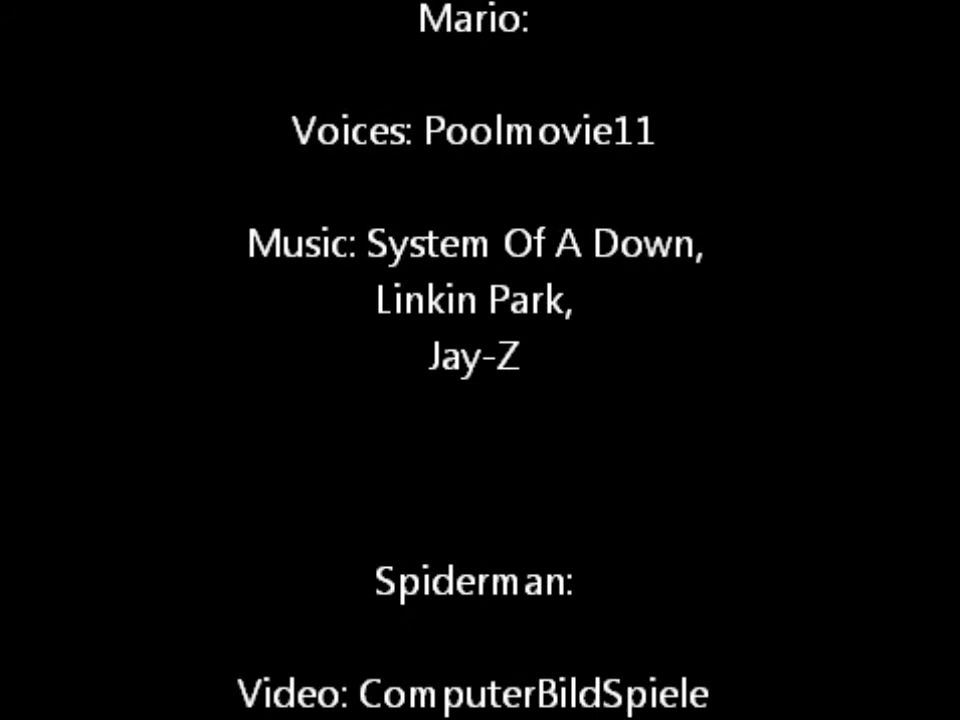 Mario:
Voices: Poolmovie11
Music: System Of A Down,
Linkin Park,
Jay-Z
Spiderman:
Video: ComputerBildSpiele